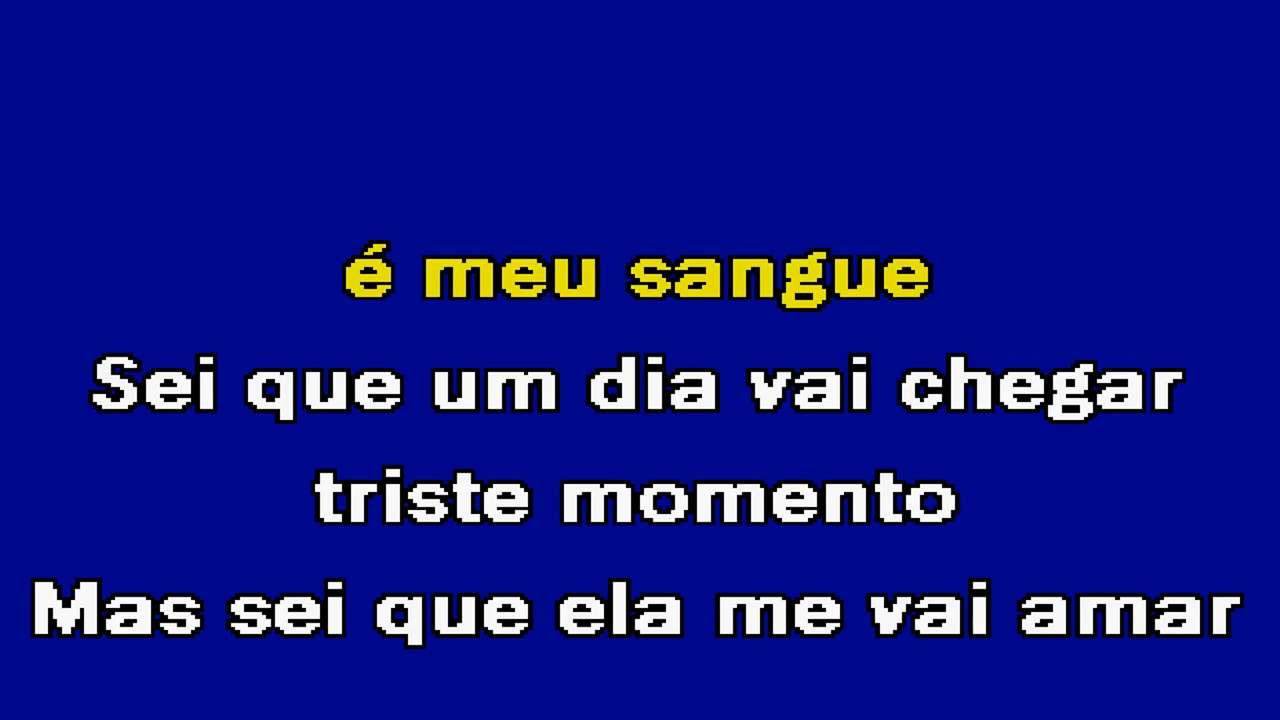 é meu sangue
Sei que um dia vai chegar
triste momento
Mas sei que ela me vai amar